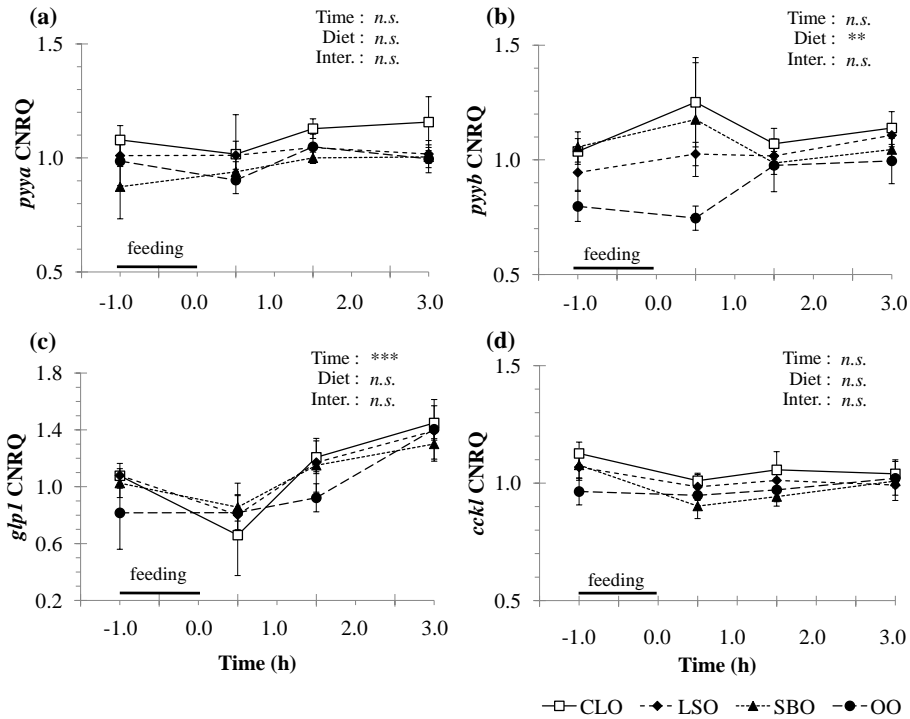 (a)
Time : n.s.
Diet : n.s.
Inter. : n.s.
1.5
1.0
0.5
pyya CNRQ
feeding
-1.0 0.0 1.0 2.0 3.0
(b)
Time : n.s.
Diet : **
Inter. : n.s.
1.5
1.0
0.5
pyyb CNRQ
feeding
-1.0 0.0 1.0 2.0 3.0
(c)
Time : ***
Diet : n.s.
Inter. : n.s.
1.8
1.4
1.0
0.6
0.2
glp1 CNRQ
feeding
-1.0 0.0 1.0 2.0 3.0
Time (h)
(d)
Time : n.s.
Diet : n.s.
Inter. : n.s.
1.5
1.0
0.5
cckl CNRQ
feeding
-1.0 0.0 1.0 2.0 3.0
Time (h)
CLO LSO SBO OO